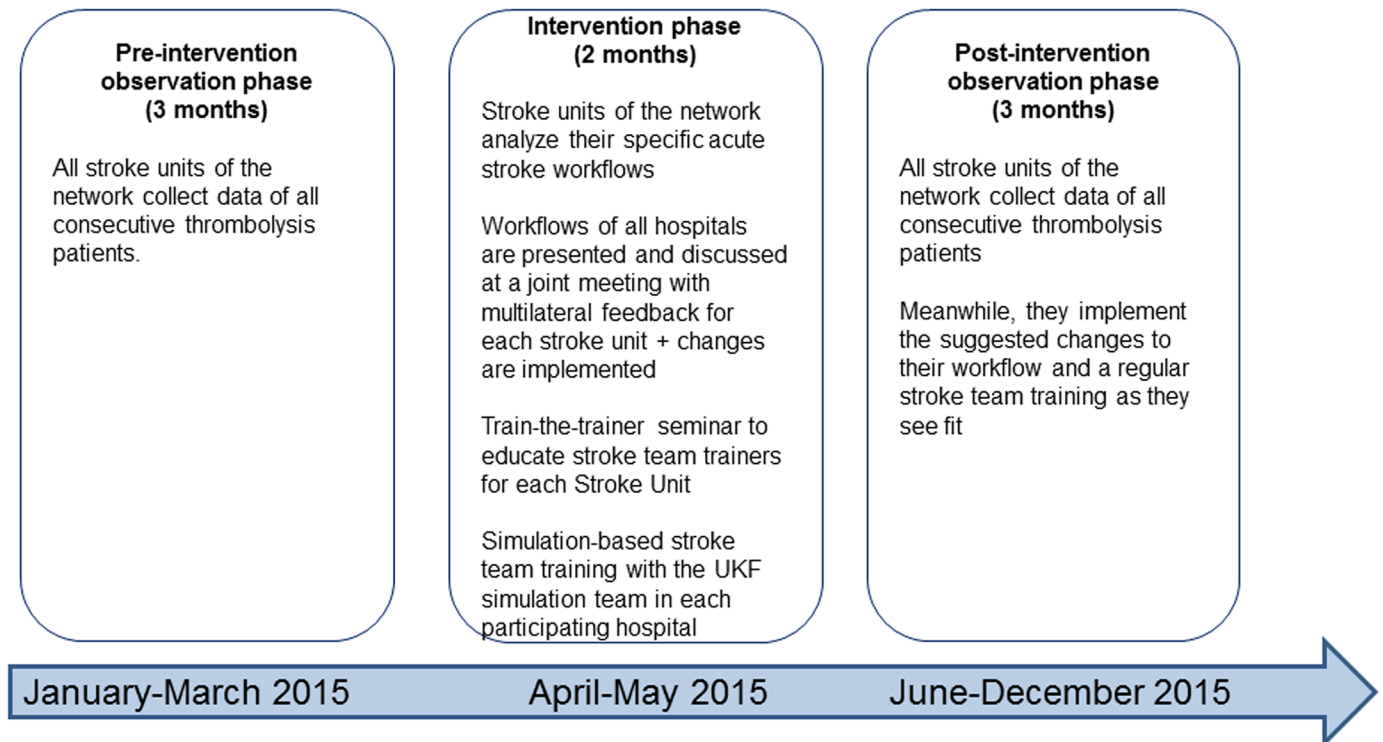 Pre-intervention
observation phase
(3 months)
All stroke units of the
network collect data of all
consecutive thrombolysis
patients.
Intervention phase
(2 months)
Stroke units of the network
analyze their specific acute
stroke workflows
Workflows of all hospitals
are presented and discussed
at a joint meeting with
multilateral feedback for
each stroke unit + changes
are implemented
Train-the-trainer seminar to
educate stroke team trainers
for each Stroke Unit
Simulation-based stroke
team training with the UKF
simulation team in each
participating hospital
Post-intervention
observation phase
(3 months)
All stroke units of the
network collect data of all
consecutive thrombolysis
patients
Meanwhile, they implement
the suggested changes to
their workflow and a regular
stroke team training as they
see fit
January-March 2015
April-May 2015
June-December 2015